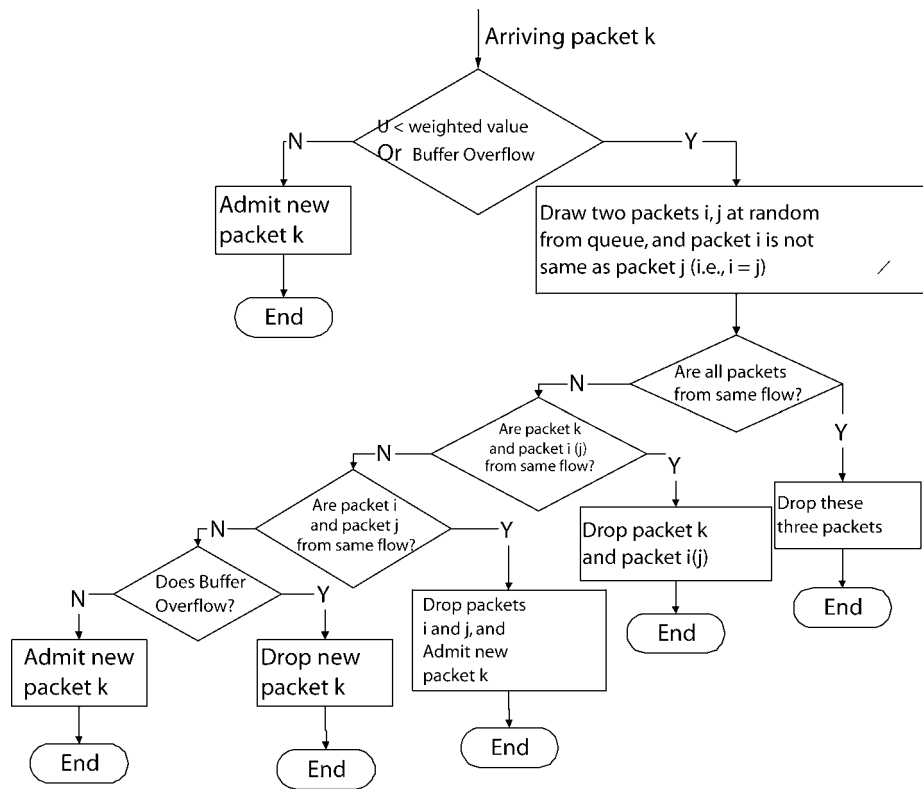 Arriving packet k
U < weighted value
Or Buffer Overflow
N
Y
Admit new
packet k
Draw two packets i, j at random
from queue, and packet i is not
same as packet j (i.e., i = j)
/
End
Are all packets
from same flow?
N
Y
Are packet k
and packet i (j)
from same flow?
N
Y
Drop these
three packets
Are packet i
and packet j
from same flow?
N
Y
Drop packet k
and packet i(j)
End
Does Buffer
Overflow?
N
Y
Drop packets
i and j, and
Admit new
packet k
End
Admit new
packet k
Drop new
packet k
End
End
End